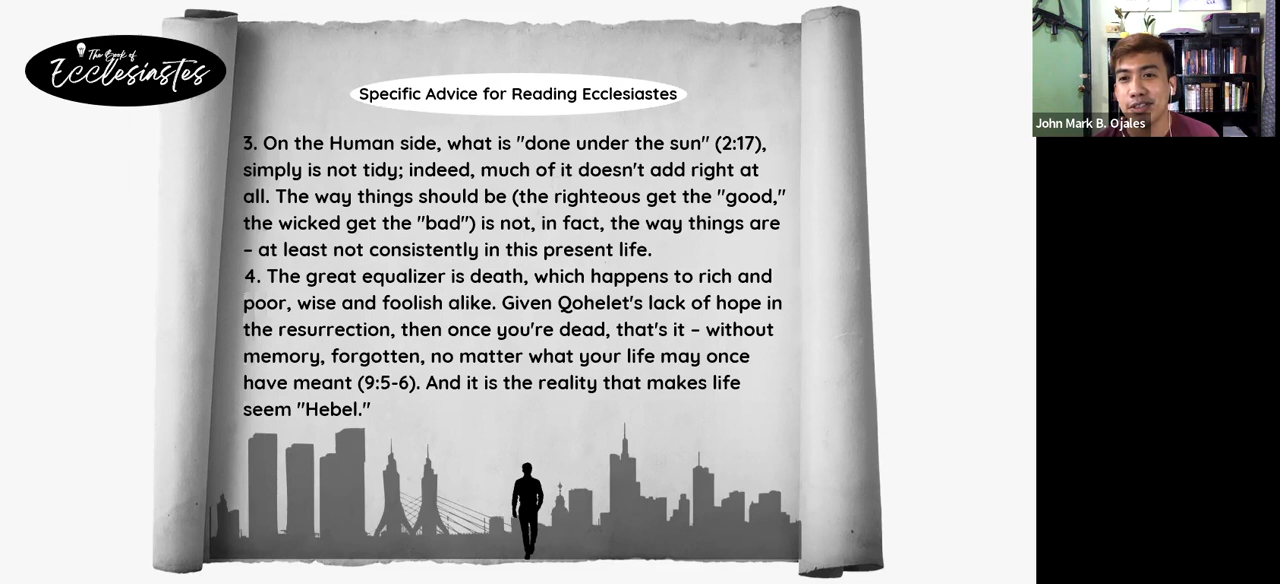 The Book of
Ecclesiastes
Specific Advice for Reading Ecclesiastes
3. On the Human side, what is "done under the sun" (2:17),
simply is not tidy; indeed, much of it doesn't add right at
all. The way things should be (the righteous get the "good,"
the wicked get the "bad") is not, in fact, the way things are
– at least not consistently in this present life.
4. The great equalizer is death, which happens to rich and
poor, wise and foolish alike. Given Qohelet's lack of hope in
the resurrection, then once you're dead, that's it – without
memory, forgotten, no matter what your life may once
have meant (9:5-6). And it is the reality that makes life
seem "Hebel."
John Mark B. Ojales